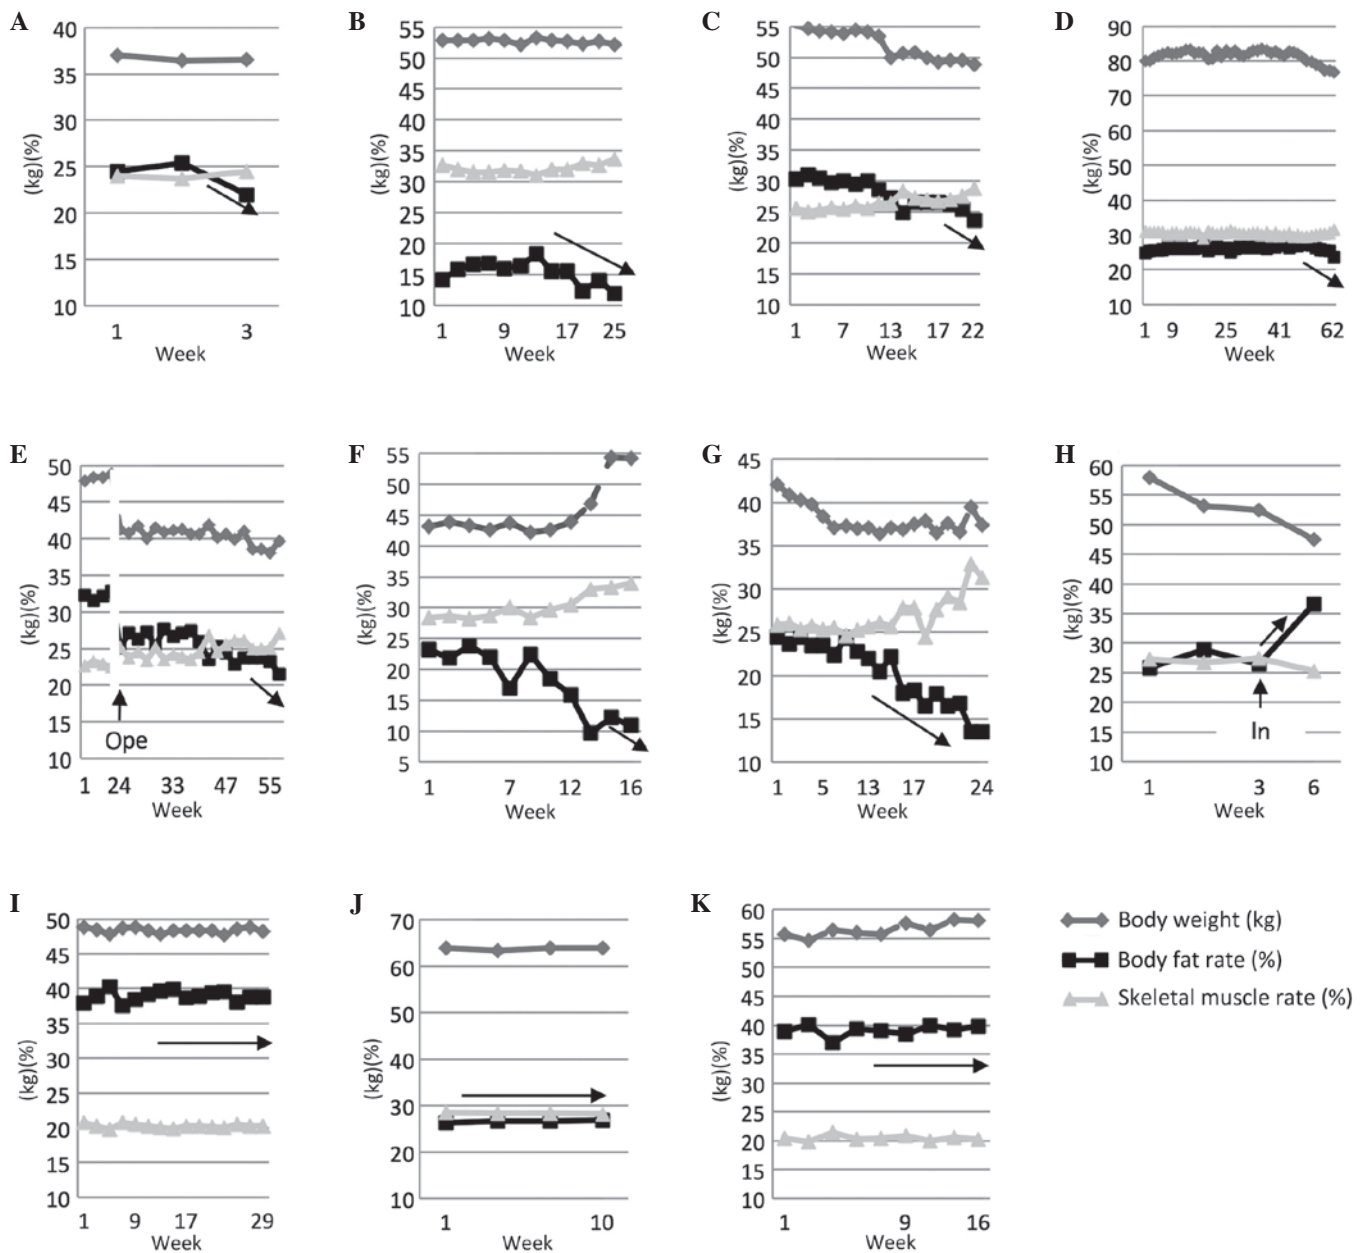 A
40
35
30
25
20
15
10
(kg)(%)
1 3
Week
B
55
50
45
40
35
30
25
20
15
10
(kg)(%)
1 9 17 25
Week
C
55
50
45
40
35
30
25
20
15
10
(kg)(%)
1 7 13 17 22
Week
D
90
80
70
60
50
40
30
20
10
(kg)(%)
1 9 25 41 62
Week
E
50
45
40
35
30
25
20
15
10
(kg)(%)
Ope
1 24 33 47 55
Week
F
55
50
45
40
35
30
25
20
15
10
5
(kg)(%)
1 7 12 16
Week
G
45
40
35
30
25
20
15
10
(kg)(%)
1 5 13 17 24
Week
H
60
55
50
45
40
35
30
25
20
15
10
(kg)(%)
In
1 3 6
Week
I
50
45
40
35
30
25
20
15
10
(kg)(%)
1 9 17 29
Week
J
70
60
50
40
30
20
10
(kg)(%)
1 10
Week
K
60
55
50
45
40
35
30
25
20
15
10
(kg)(%)
1 9 16
Week
Body weight (kg)
Body fat rate (%)
Skeletal muscle rate (%)